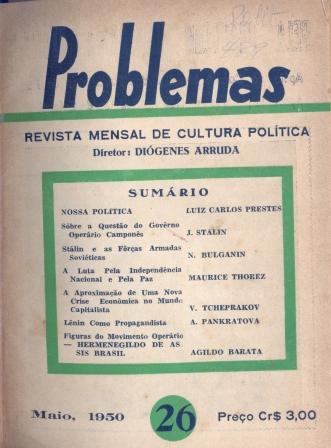 Problemas
REVISTA MENSAL DE CULTURA POLÍTICA
Diretor: DIÓGENES ARRUDA
SUMÁRIO
NOSSA POLÍTICA LUIZ CARLOS PRESTES
Sôbre a Questão do Govêrno
Operário Camponês J. STALIN
Stálin e as Fôrças Armadas
Soviéticas N. BULGANIN
A Luta Pela Independência
Nacional e Pela Paz MAURICE THOREZ
A Aproximação de Uma Nova
Crise Econômica no Mundo
Capitalista V. TCHEPRAKOV
Lênin Como Propagandista A. PANKRATOVA
Figuras do Movimento Operário
— HERMENEGILDO DE AS-
SIS BRASIL AGILDO BARATA
Maio, 1950 26 Preço Cr$ 3,00